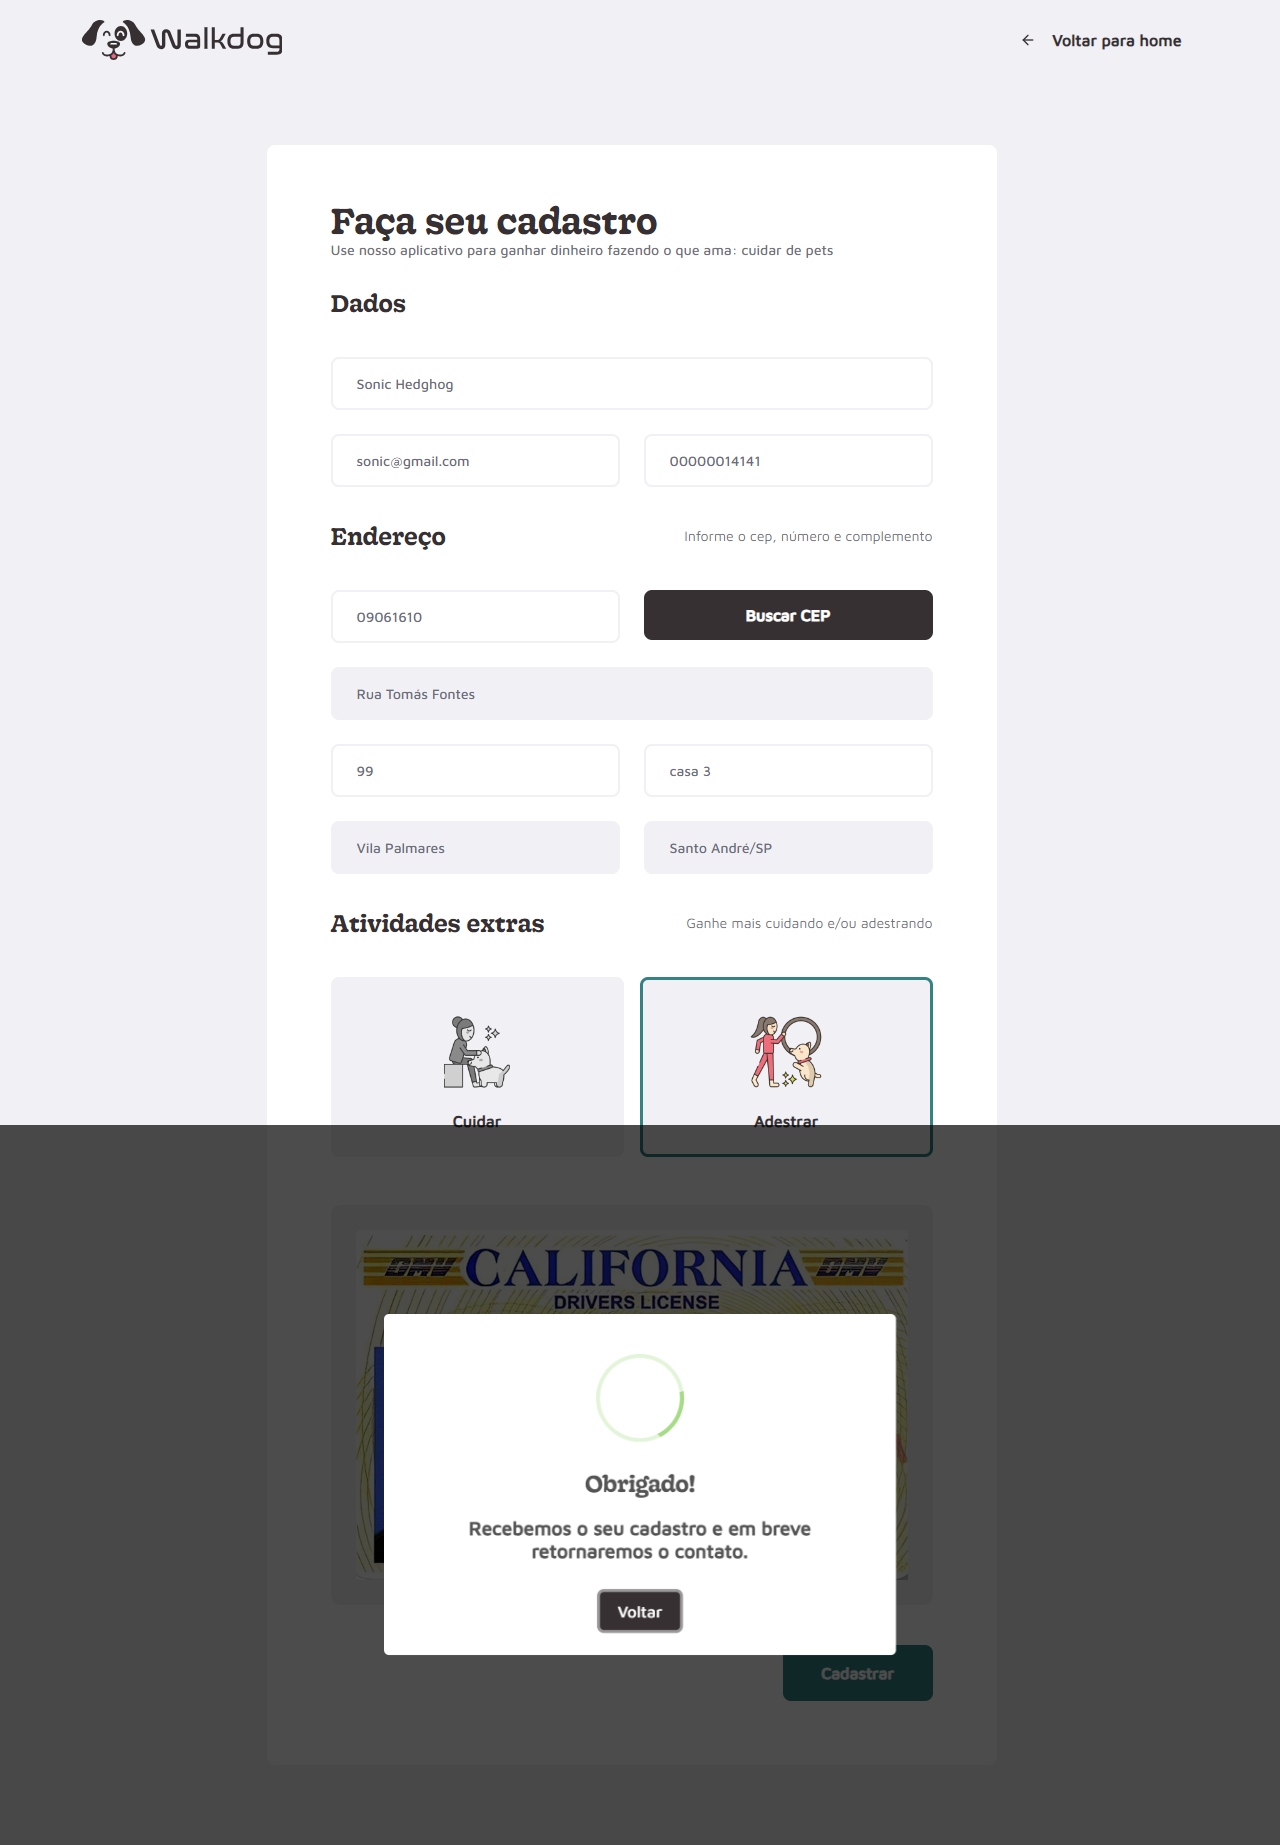 Walkdog
Voltar para home
Faça seu cadastro
Use nosso aplicativo para ganhar dinheiro fazendo o que ama: cuidar de pets
Dados
Sonic Hedghog
sonic@gmail.com
00000014141
Endereço
Informe o cep, número e complemento
09061610
Buscar CEP
Rua Tomás Fontes
99
casa 3
Vila Palmares
Santo André/SP
Atividades extras
Ganhe mais cuidando e/ou adestrando
Cuidar
Adestrar
DMV CALIFORNIA DMV
DRIVERS LICENSE
Obrigado!
Recebemos o seu cadastro e em breve
retornaremos o contato.
Voltar
Cadastrar